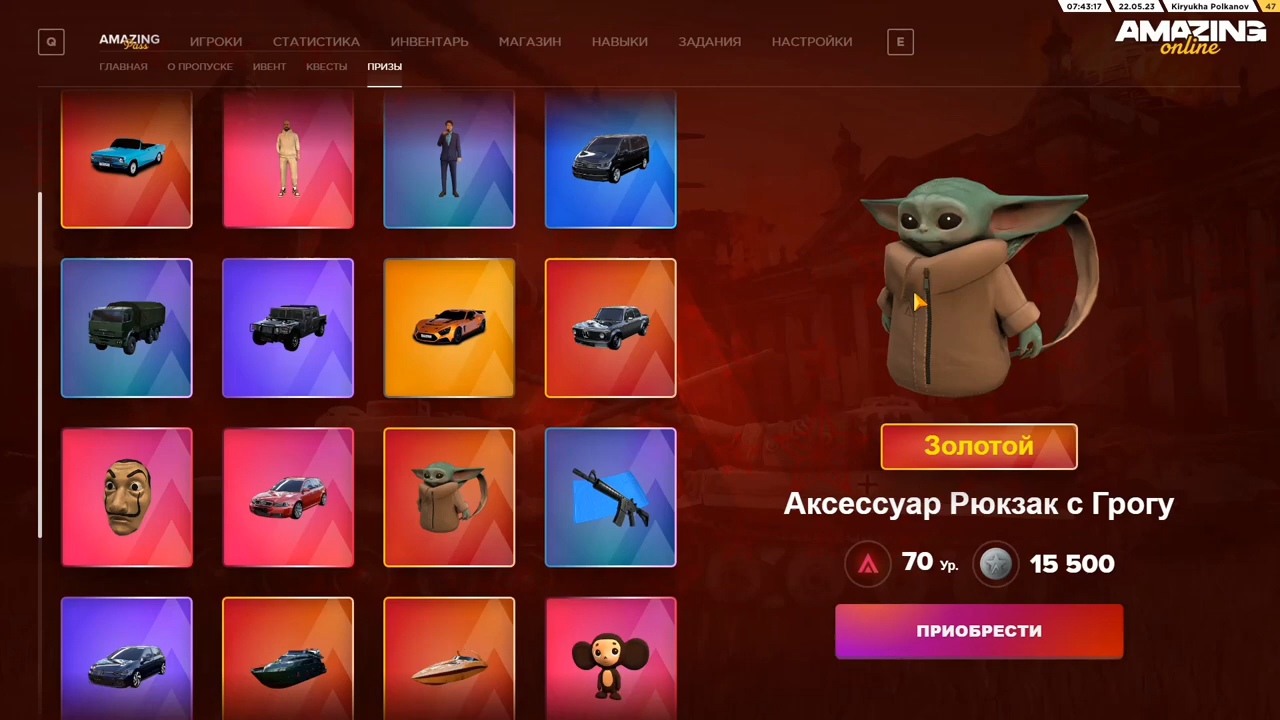 07:43:17 22.05.23 Kiryukha Polkanov 47
Q AMAZING Pass ИГРОКИ СТАТИСТИКА ИНВЕНТАРЬ МАГАЗИН НАВЫКИ ЗАДАНИЯ НАСТРОЙКИ E
AMAZING
online
ГЛАВНАЯ О ПРОПУСКЕ ИВЕНТ КВЕСТЫ ПРИЗЫ
Золотой
Аксессуар Рюкзак с Грогу
70 Ур. 15 500
ПРИОБРЕСТИ